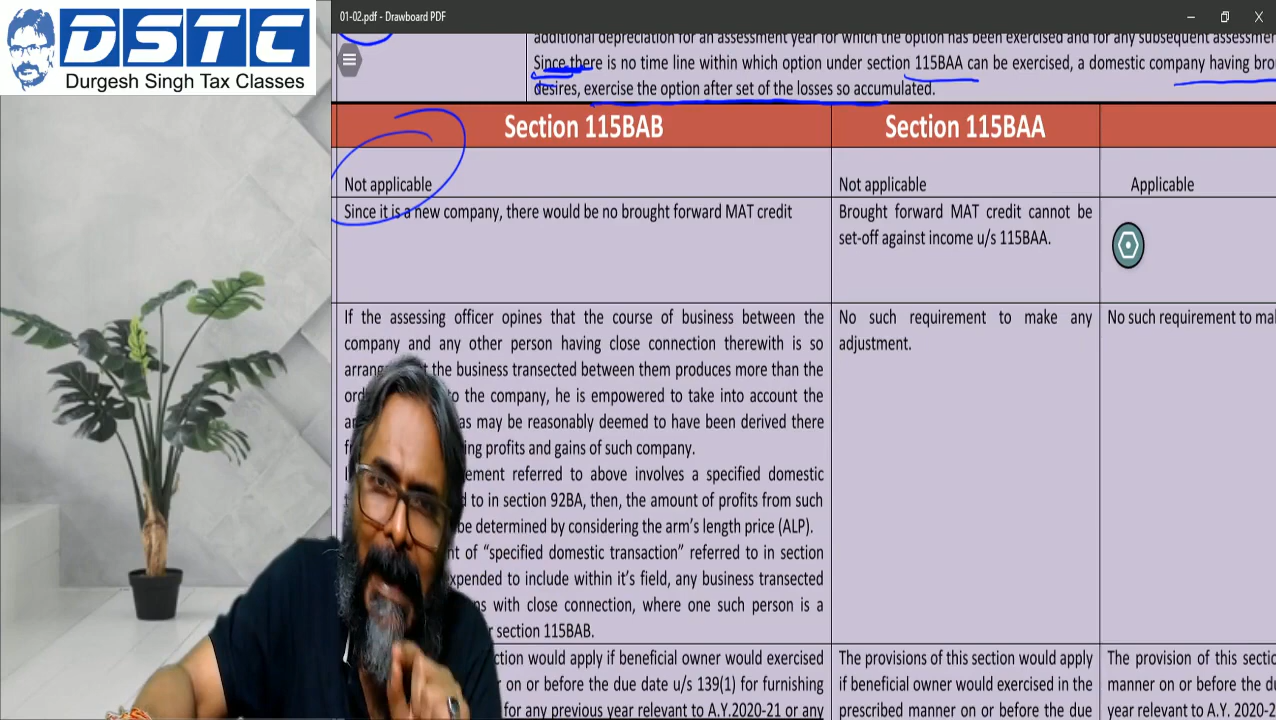 DSTC
Durgesh Singh Tax Classes
01-02.pdf - Drawboard PDF
additional depreciation for an assessment year for which the option has been exercised and for any subsequent
Since there is no time line within which option under section 115BAA can be exercised, a domestic company having
desires, exercise the option after set of the losses so accumulated.
Section 115BAB
Section 115BAA
Not applicable
Not applicable
Applicable
Since it is a new company, there would be no brought forward MAT credit
Brought forward MAT credit cannot be
set-off against income u/s 115BAA.
If the assessing officer opines that the course of business between the
company and any other person having close connection therewith is so
the business transected between them produces more than the
to the company, he is empowered to take into account the
as may be reasonably deemed to have been derived there
profits and gains of such company.
referred to above involves a specified domestic
to in section 92BA, then, the amount of profits from such
be determined by considering the arm's length price (ALP).
of “specified domestic transaction” referred to in section
to include within it's field, any business transected
with close connection, where one such person is a
section 115BAB.
No such requirement to make any
adjustment.
No such requirement to
would apply if beneficial owner would exercised
on or before the due date u/s 139(1) for furnishing
for any previous year relevant to A.Y.2020-21 or any
The provisions of this section would apply
if beneficial owner would exercised in the
prescribed manner on or before the due
The provision of this
manner on or before the
year relevant to A.Y.